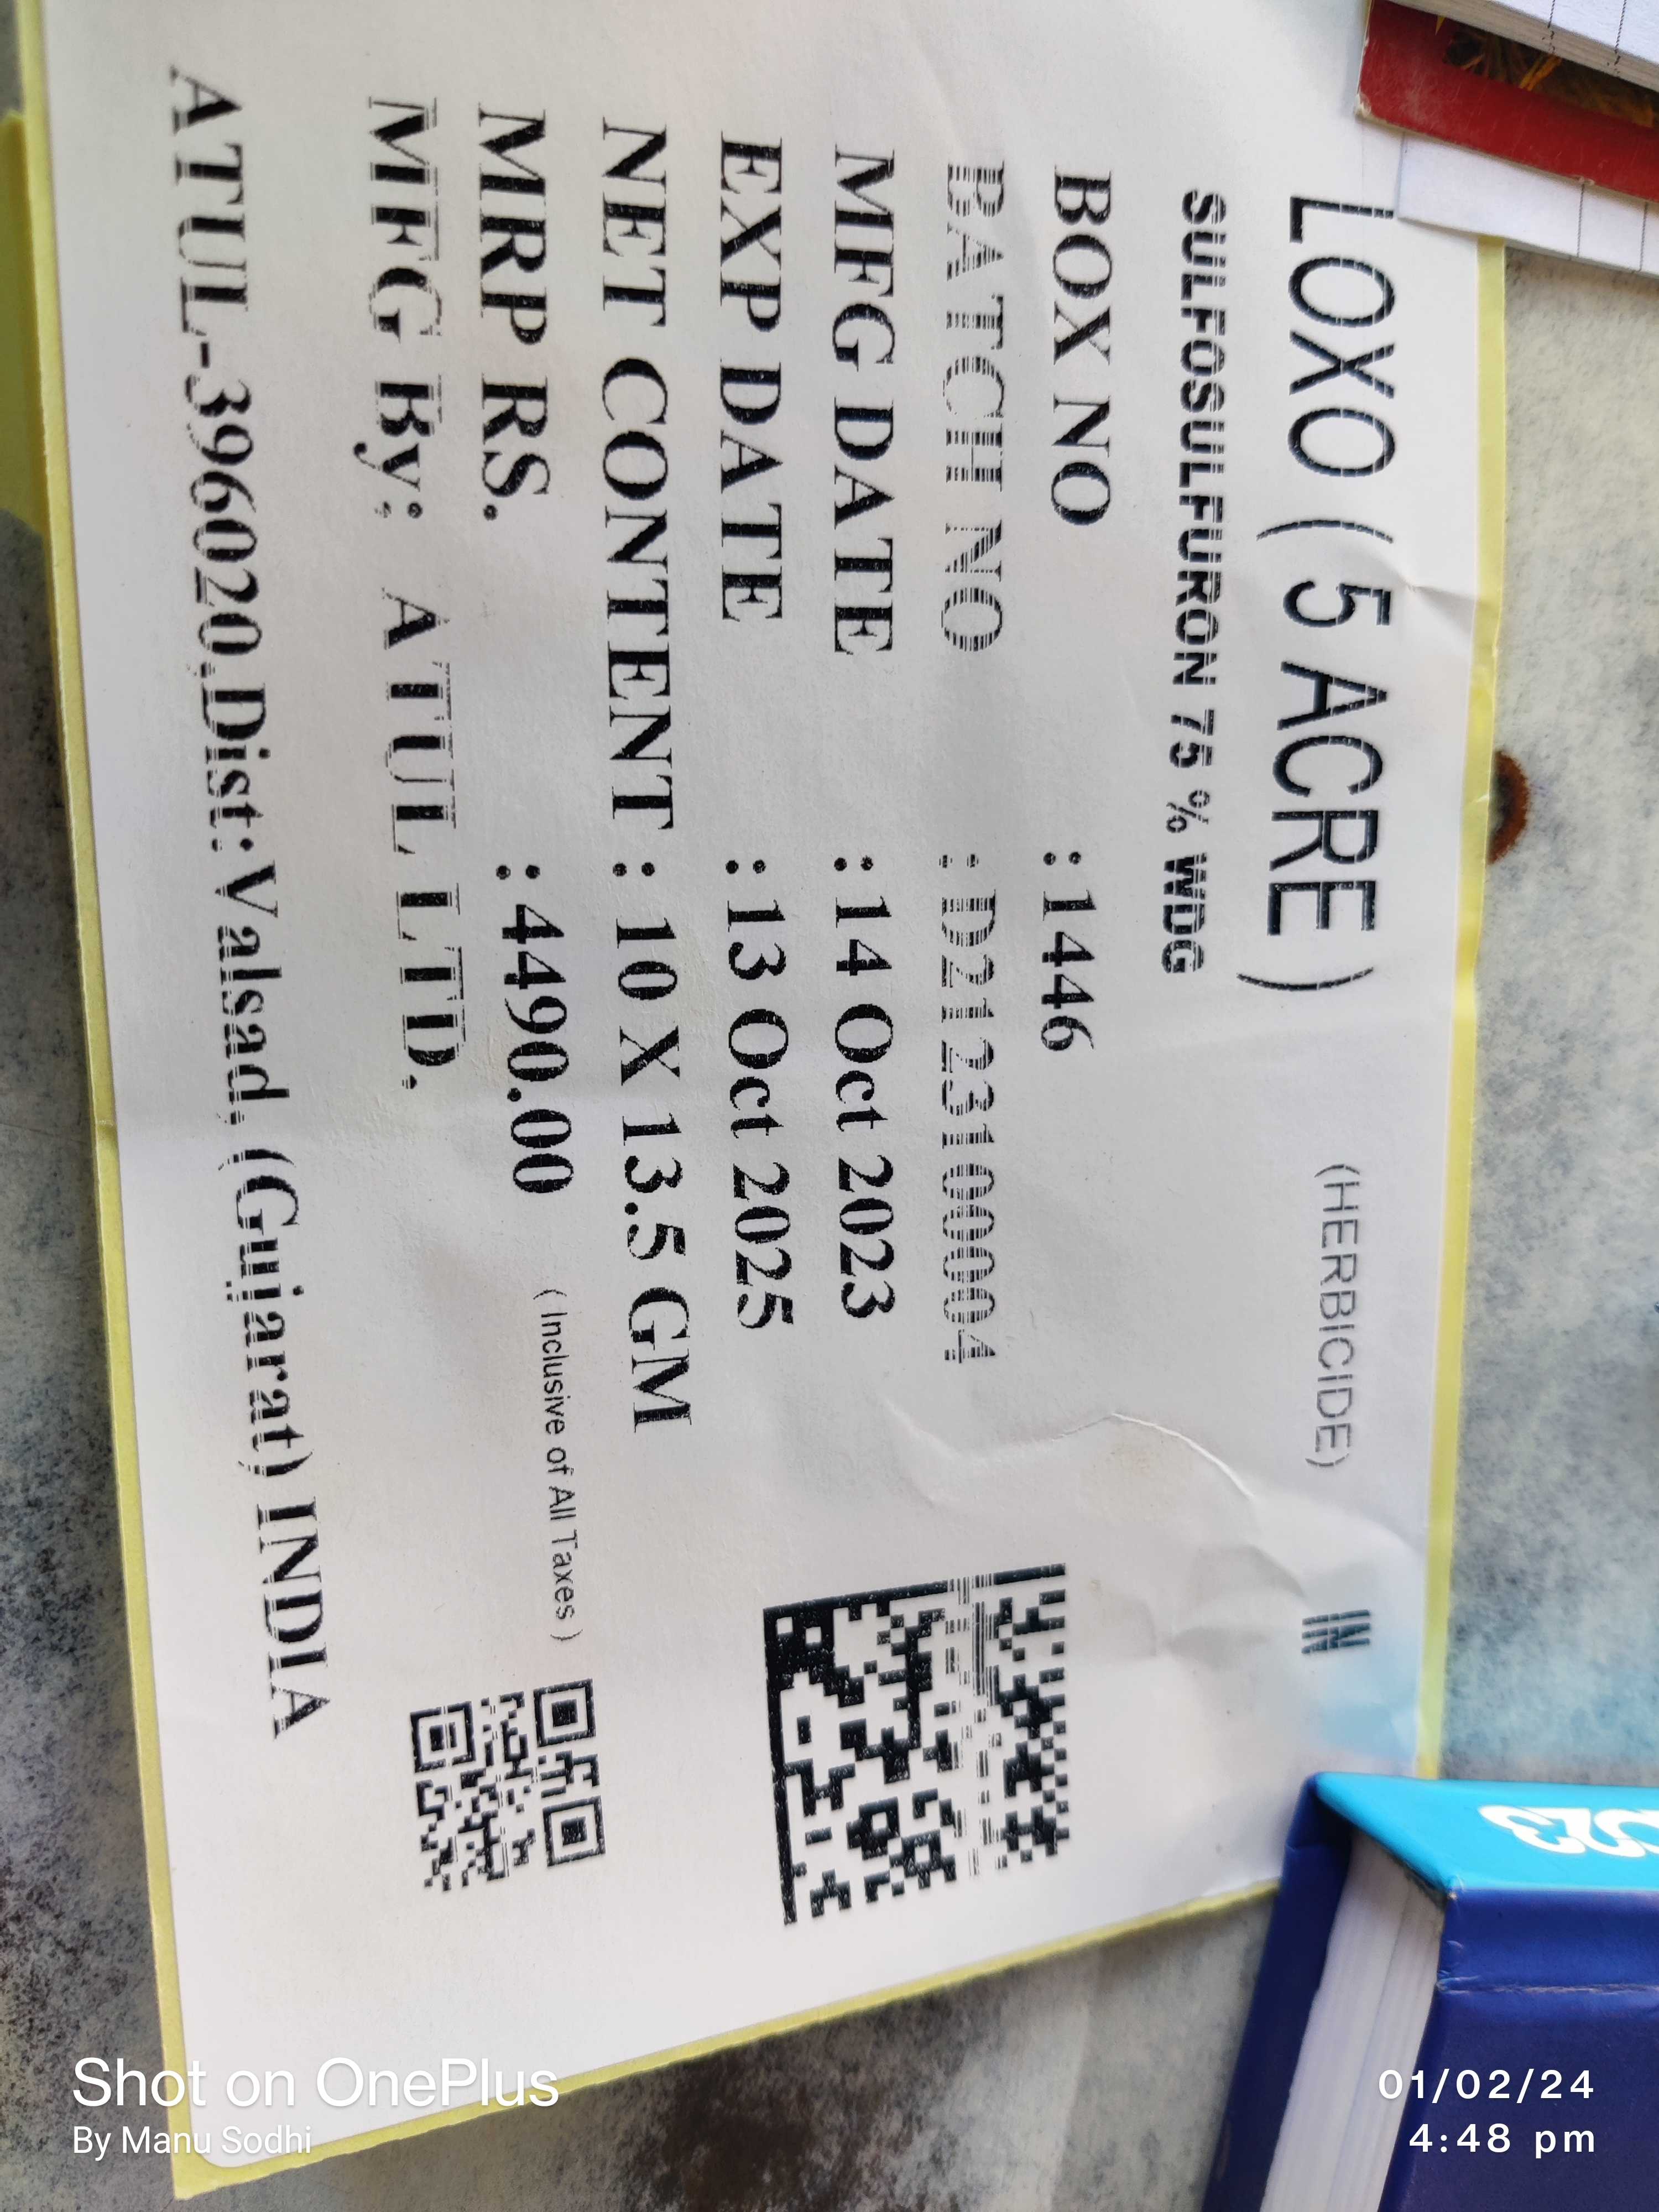 LOXO ( 5 ACRE ) (HERBICIDE) IN
SULFOSULFURON 75 % WDG
BOX NO :1446
BATCH NO : D2123100004
MFG DATE :14 Oct 2023
EXP DATE :13 Oct 2025
NET CONTENT : 10 X 13.5 GM
MRP RS. : 4490.00 ( Inclusive of All Taxes )
MFG By: ATUL LTD.
ATUL-396020.Dist:Valsad. (Gujarat) INDIA
Shot on OnePlus
By Manu Sodhi
01/02/24
4:48 pm